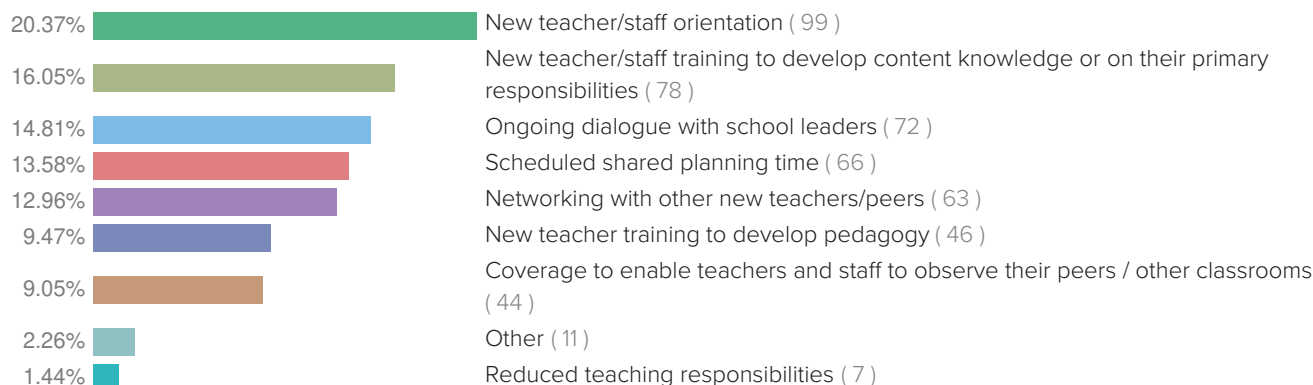 20.37% New teacher/staff orientation ( 99 )
New teacher/staff training to develop content knowledge or on their primary
16.05%
responsibilities ( 78 )
14.81% Ongoing dialogue with school leaders ( 72 )
13.58% Scheduled shared planning time ( 66 )
12.96% Networking with other new teachers/peers ( 63 )
9.47% New teacher training to develop pedagogy ( 46 )
Coverage to enable teachers and staff to observe their peers / other classrooms
9.05%
( 44 )
2.26% Other ( 11 )
1.44% Reduced teaching responsibilities ( 7 )